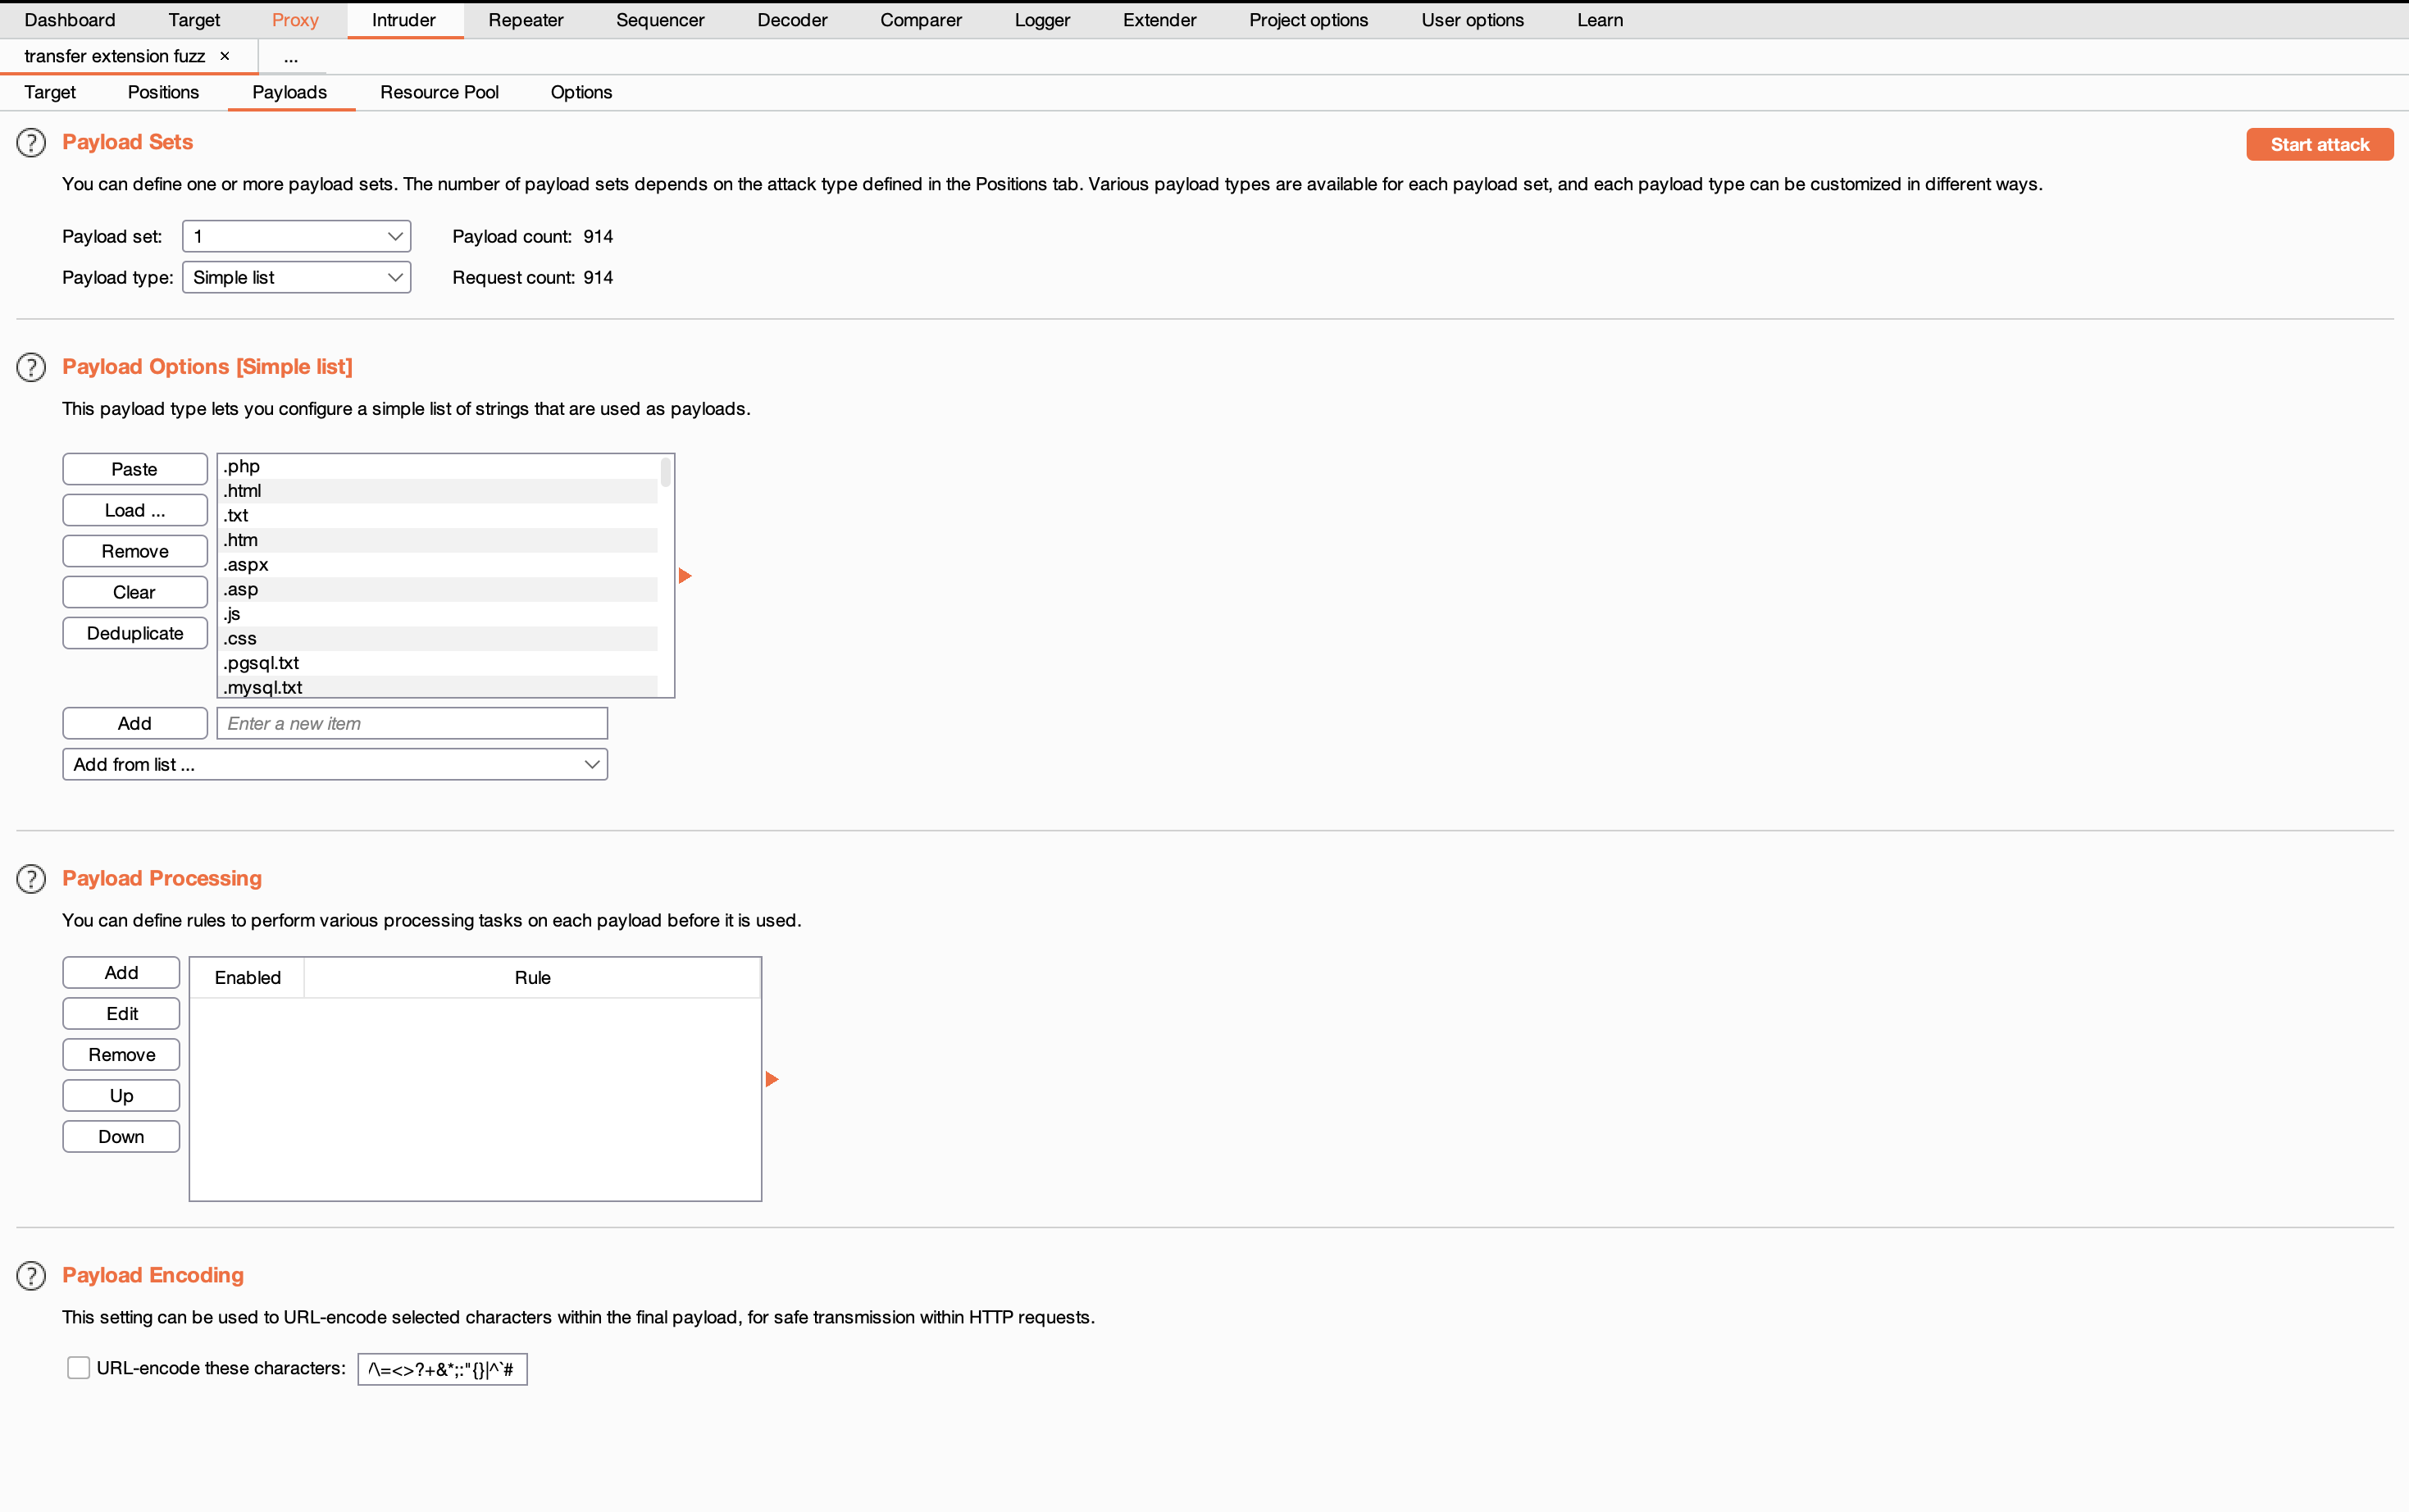 Dashboard Target Proxy Intruder Repeater Sequencer Decoder Comparer Logger Extender Project options User options Learn
transfer extension fuzz × ...
Target Positions Payloads Resource Pool Options
? Payload Sets Start attack
You can define one or more payload sets. The number of payload sets depends on the attack type defined in the Positions tab. Various payload types are available for each payload set, and each payload type can be customized in different ways.
Payload set: 1 Payload count: 914
Payload type: Simple list Request count: 914
? Payload Options [Simple list]
This payload type lets you configure a simple list of strings that are used as payloads.
Paste
Load ...
Remove
Clear
Deduplicate
.php
.html
.txt
.htm
.aspx
.asp
.js
.css
.pgsql.txt
.mysql.txt
Add Enter a new item
Add from list ...
? Payload Processing
You can define rules to perform various processing tasks on each payload before it is used.
Add
Edit
Remove
Up
Down
Enabled Rule
? Payload Encoding
This setting can be used to URL-encode selected characters within the final payload, for safe transmission within HTTP requests.
URL-encode these characters: /\=<>?+&*;:"{}|^`#